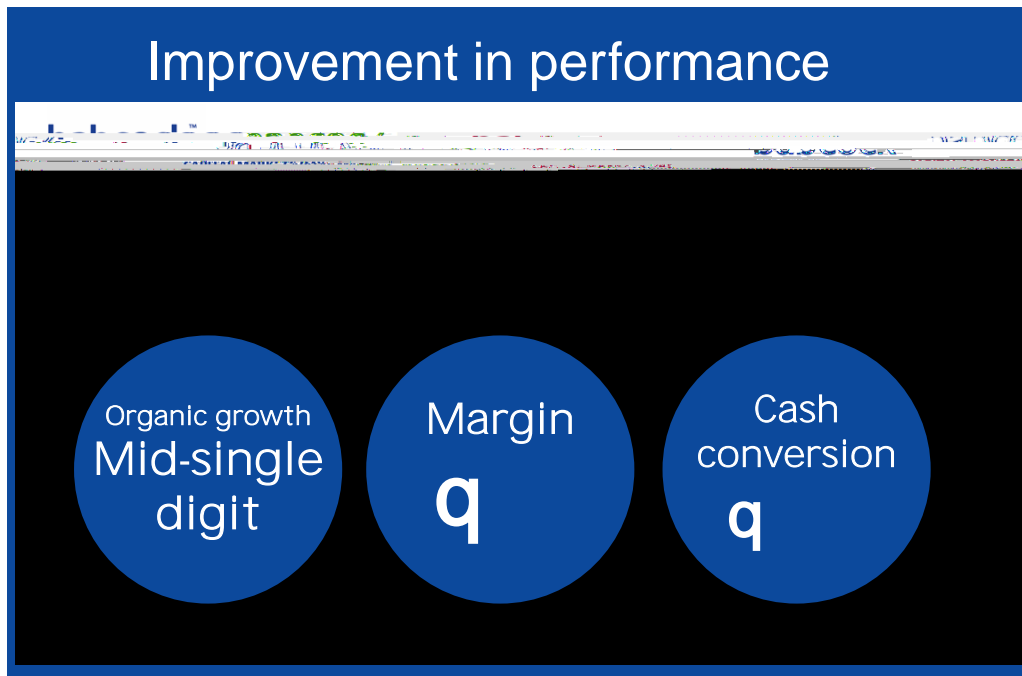 Improvement in performance
Organic growth
Mid-single
digit
Margin
q
Cash
conversion
q